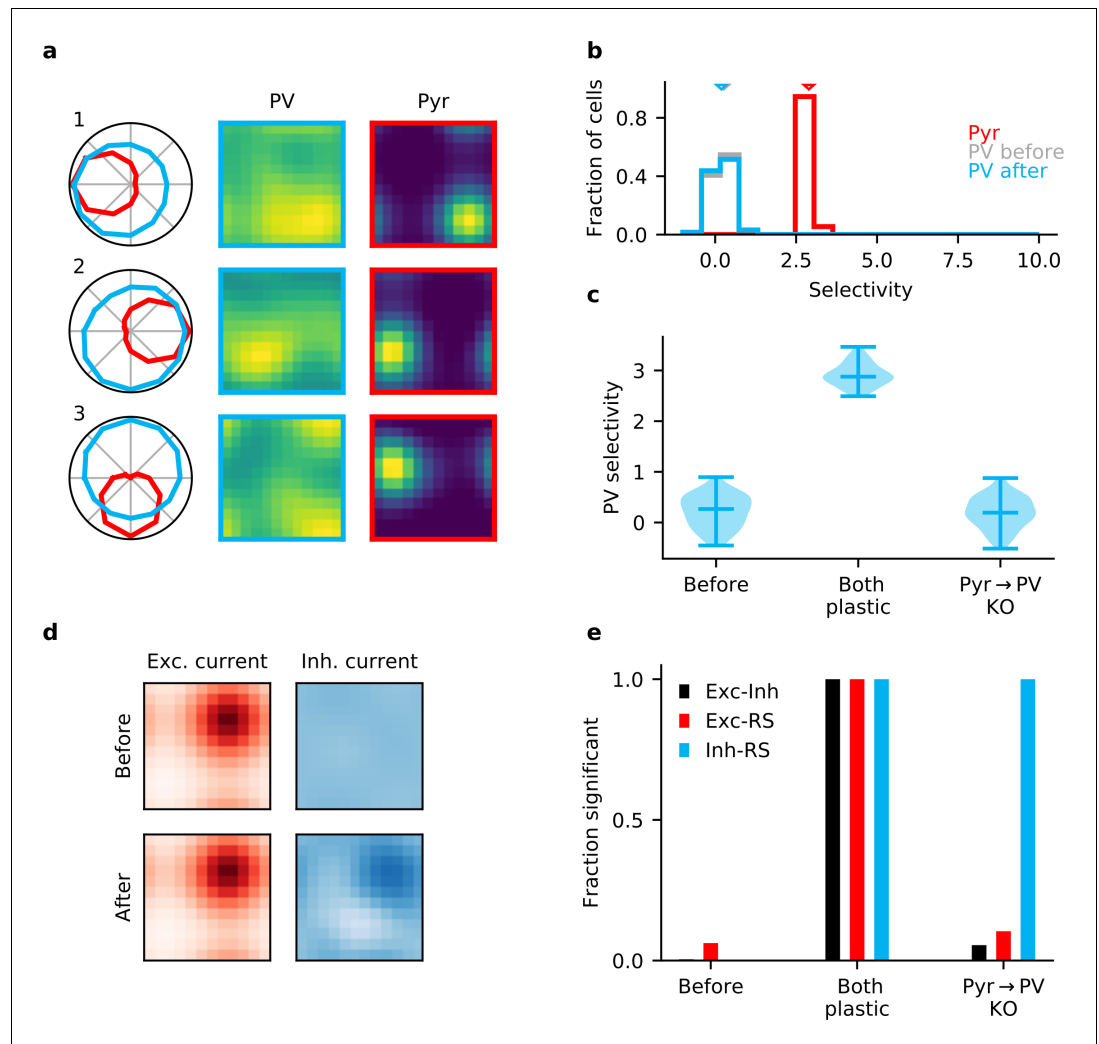 a
PV
Pyr
1
2
3
b
Fraction of cells
0.8
0.4
0.0
Pyr
PV before
PV after
0.0
2.5
5.0
7.5
10.0
Selectivity
c
PV selectivity
3
2
1
0
Before
Both
plastic
Pyr→PV
KO
d
Exc. current
Inh. current
Before
After
e
Fraction significant
1.0
0.5
0.0
Exc-Inh
Exc-RS
Inh-RS
Before
Both
plastic
Pyr→PV
KO